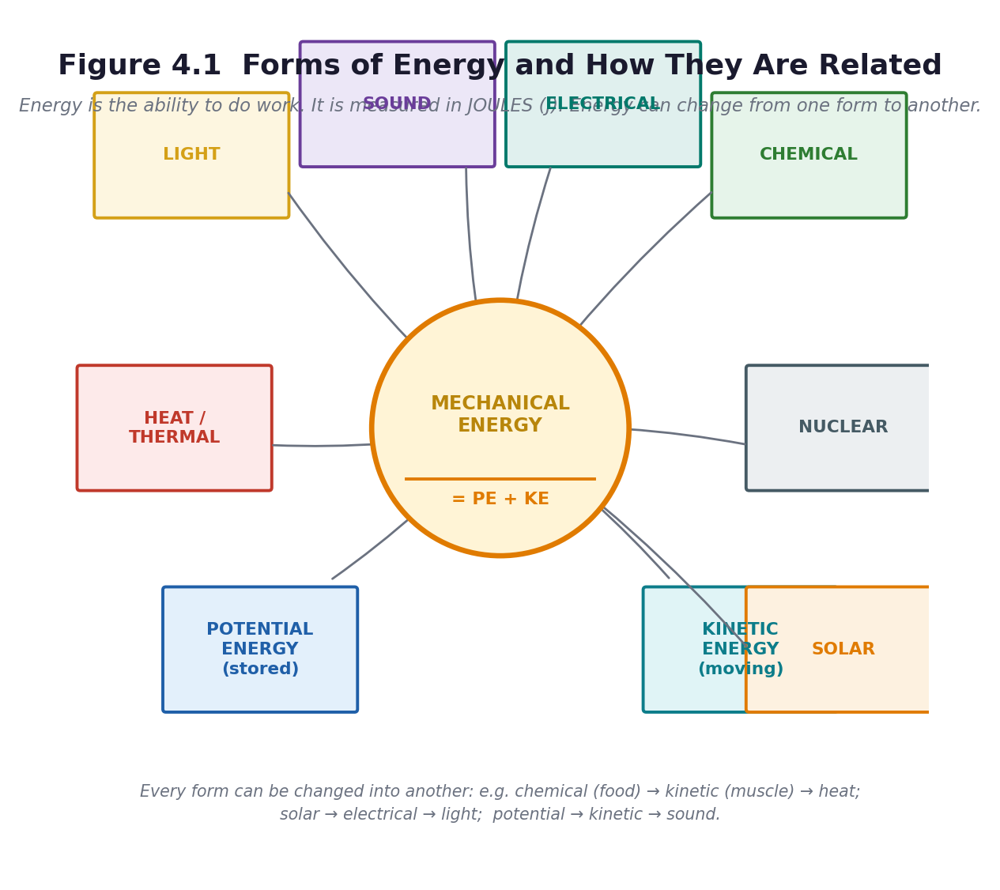 Figure 4.1  Forms of Energy and How They Are Related
Energy is the ability to do work. It is measured in JOULES (J). Energy can change from one form to another.
SOUND
ELECTRICAL
LIGHT
CHEMICAL
MECHANICAL
ENERGY
= PE + KE
HEAT /
THERMAL
NUCLEAR
POTENTIAL
ENERGY
(stored)
KINETIC
ENERGY
(moving)
SOLAR
Every form can be changed into another: e.g. chemical (food) → kinetic (muscle) → heat;
solar → electrical → light;  potential → kinetic → sound.